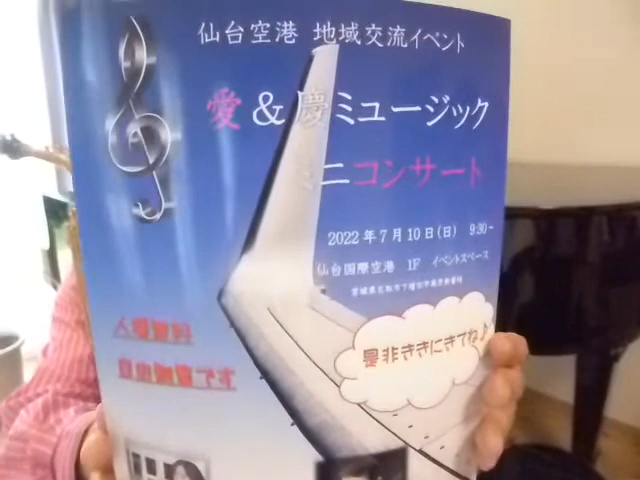 仙台空港 地域交流イベント
愛&慶ミュージック
ミニコンサート
2022年7月10日(日) 9:30~
仙台国際空港 1F イベントスペース
入場無料
自由観覧です
是非ききにきてね♪